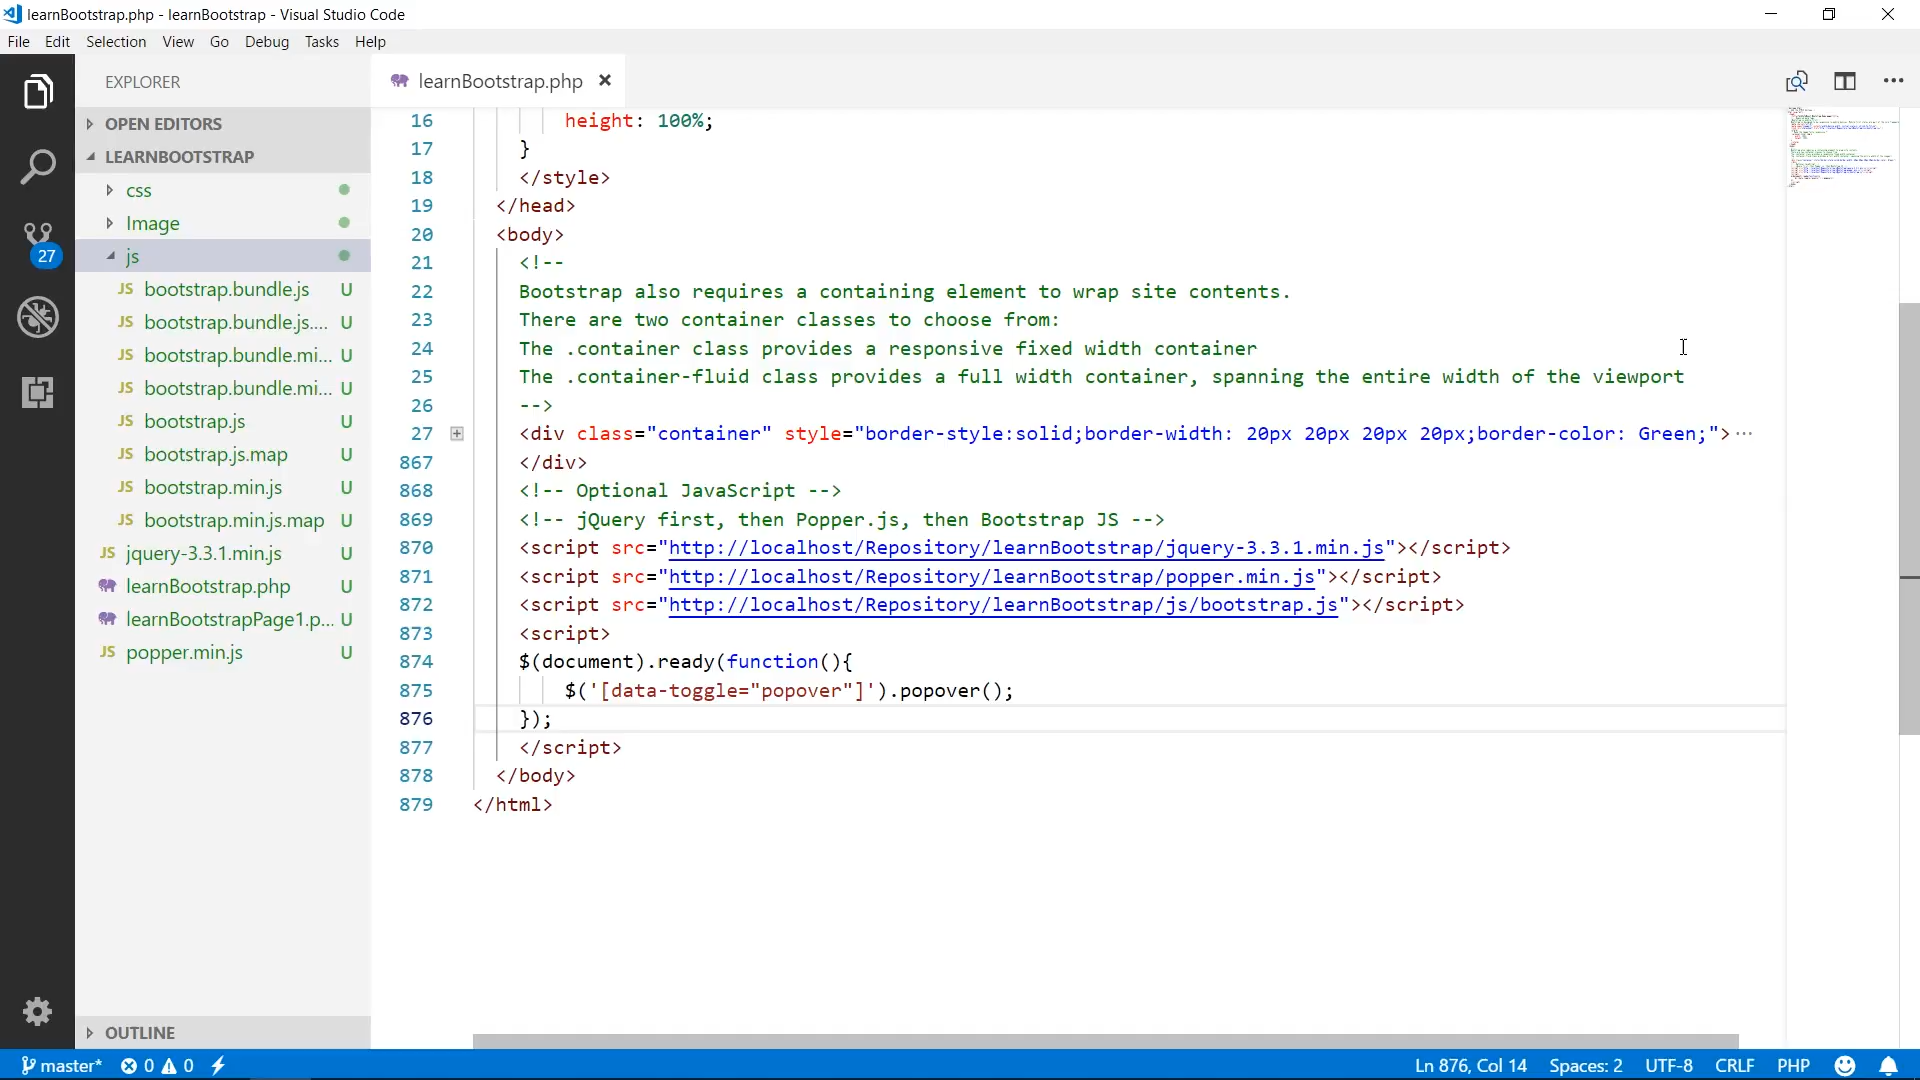 learnBootstrap.php - learnBootstrap - Visual Studio Code
File Edit Selection View Go Debug Tasks Help
EXPLORER
OPEN EDITORS
LEARNBOOTSTRAP
css
Image
js
JS bootstrap.bundle.js U
JS bootstrap.bundle.js.... U
JS bootstrap.bundle.mi... U
JS bootstrap.bundle.mi... U
JS bootstrap.js U
JS bootstrap.js.map U
JS bootstrap.min.js U
JS bootstrap.min.js.map U
JS jquery-3.3.1.min.js U
learnBootstrap.php U
learnBootstrapPage1.p... U
JS popper.min.js U
27
OUTLINE
learnBootstrap.php
16 height: 100%;
17 }
18 </style>
19 </head>
20 <body>
21 <!--
22 Bootstrap also requires a containing element to wrap site contents.
23 There are two container classes to choose from:
24 The .container class provides a responsive fixed width container
25 The .container-fluid class provides a full width container, spanning the entire width of the viewport
26 -->
27 <div class="container" style="border-style:solid;border-width: 20px 20px 20px 20px;border-color: Green;">...
867 </div>
868 <!-- Optional JavaScript -->
869 <!-- jQuery first, then Popper.js, then Bootstrap JS -->
870 <script src="http://localhost/Repository/learnBootstrap/jquery-3.3.1.min.js"></script>
871 <script src="http://localhost/Repository/learnBootstrap/popper.min.js"></script>
872 <script src="http://localhost/Repository/learnBootstrap/js/bootstrap.js"></script>
873 <script>
874 $(document).ready(function(){
875 $('[data-toggle="popover"]').popover();
876 });
877 </script>
878 </body>
879 </html>
master* 0 0 Ln 876, Col 14 Spaces: 2 UTF-8 CRLF PHP